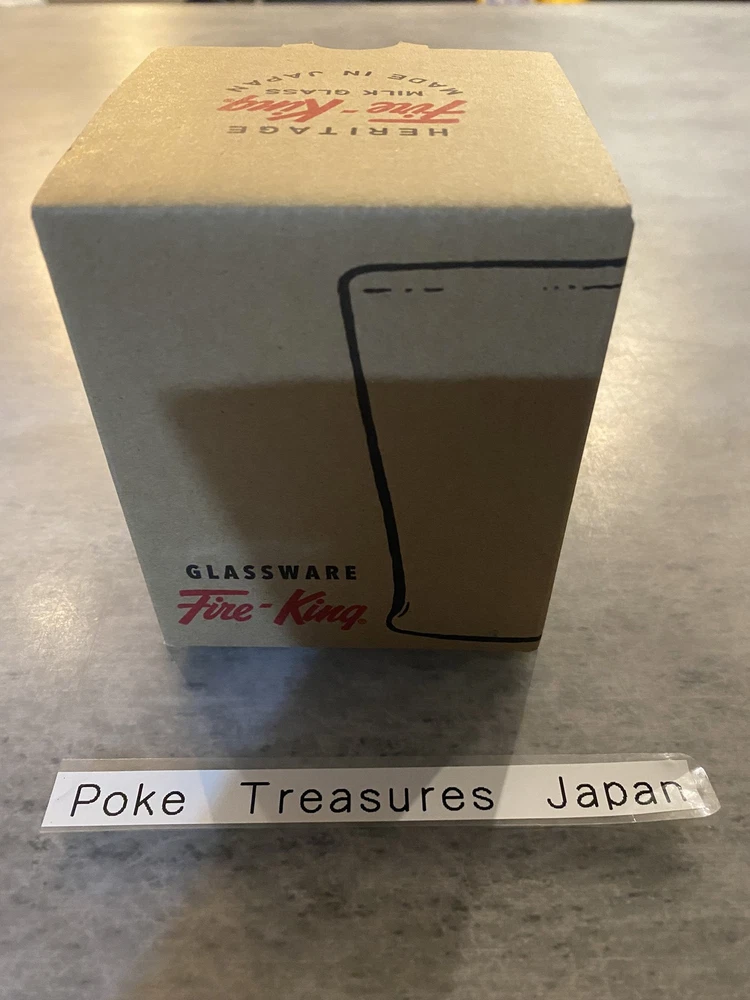 HERITAGE
Fire-King
MILK GLASS
MADE IN JAPAN
GLASSWARE
Fire-King
Poke Treasures Japan